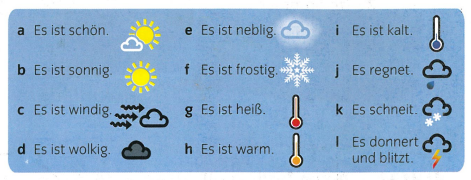 a Es ist schön.
b Es ist sonnig.
c Es ist windig.
d Es ist wolkig.
e Es ist neblig.
f Es ist frostig.
g Es ist heiß.
h Es ist warm.
i Es ist kalt.
j Es regnet.
k Es schneit.
l Es donnert
und blitzt.